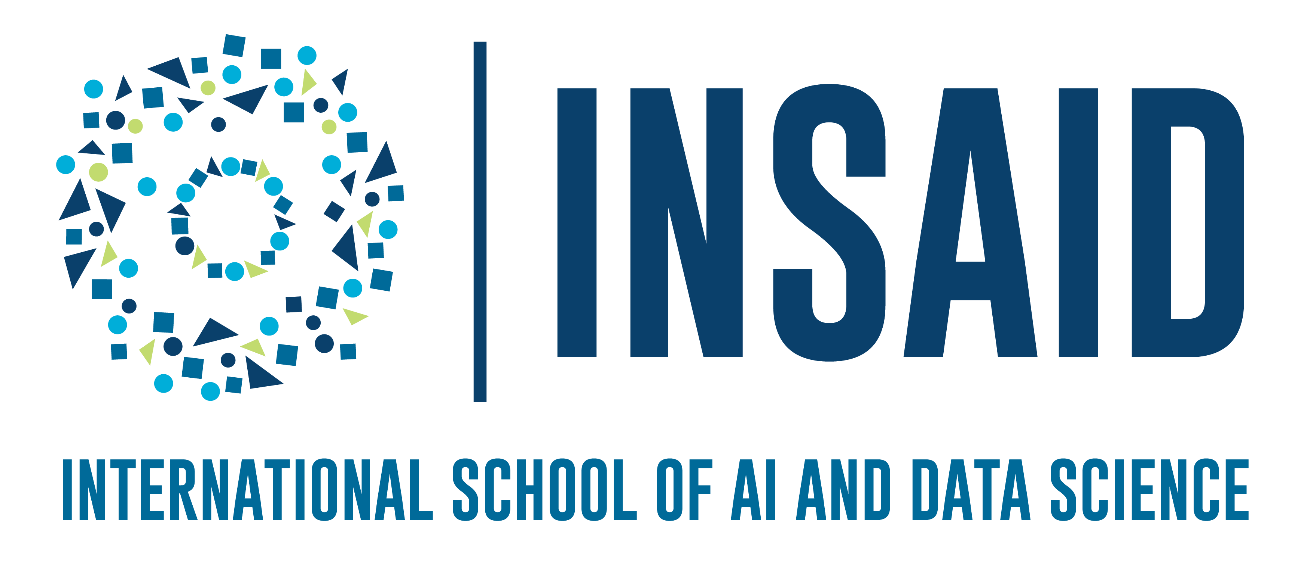 INSAID
INTERNATIONAL SCHOOL OF AI AND DATA SCIENCE